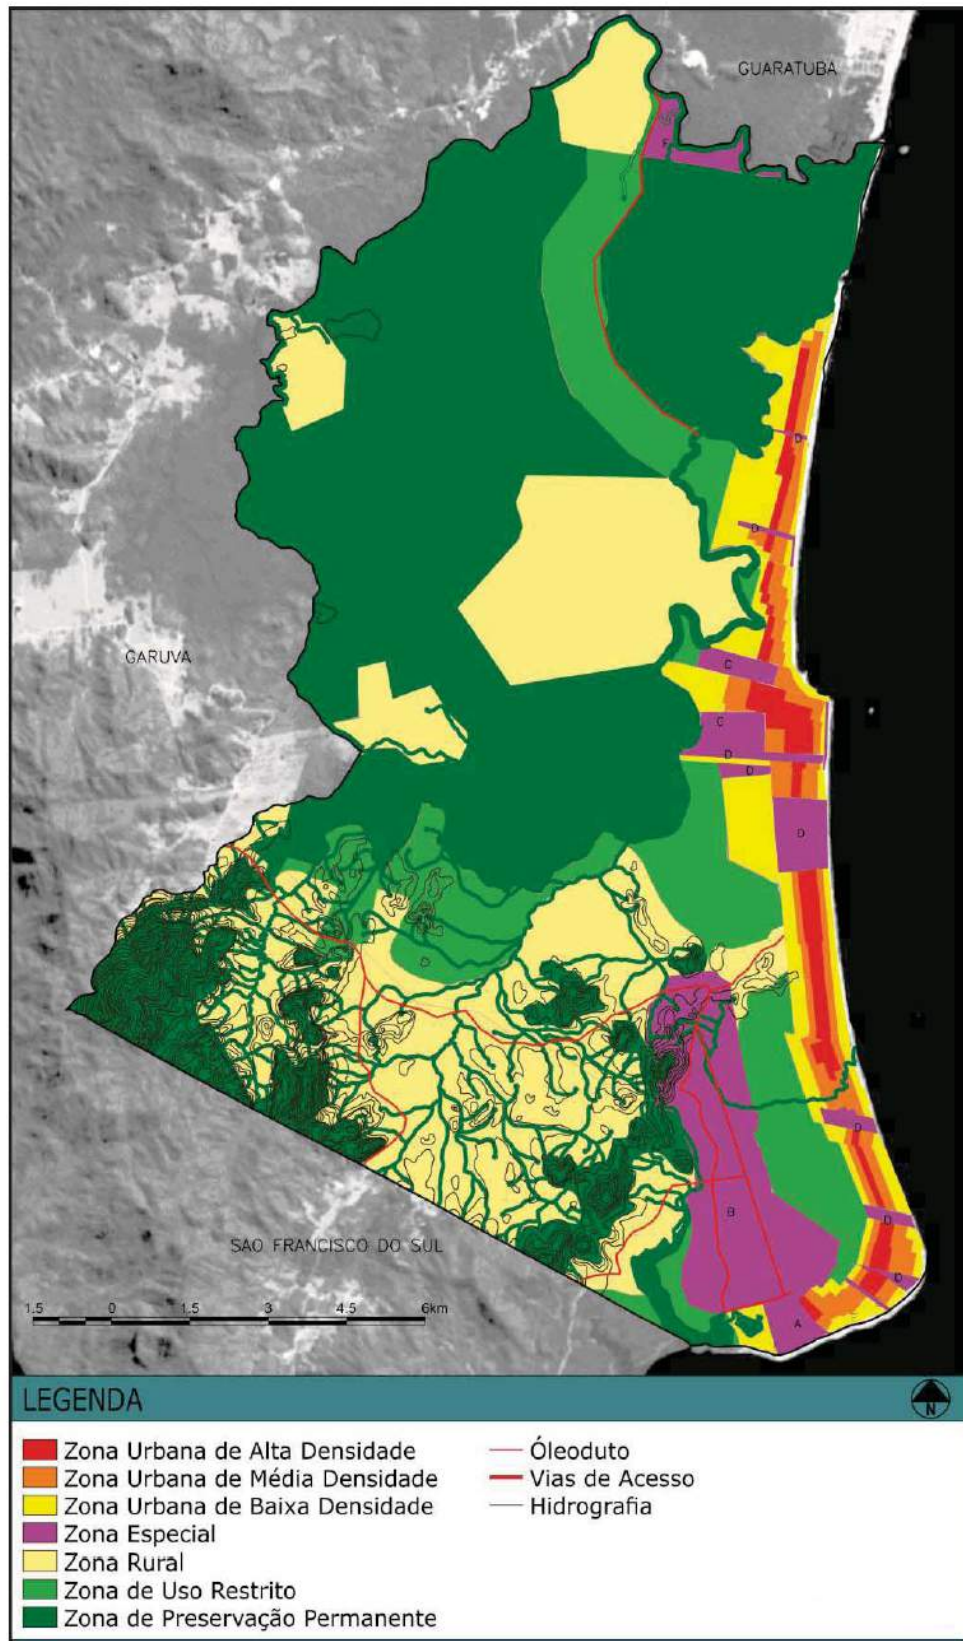 GUARATUBA
F
D
D
GARUVA
C
C
D
D
D
D
D
B
SAO FRANCISCO DO SUL
D
A
1.5 0 1.5 3 4.5 6km
LEGENDA
N
Zona Urbana de Alta Densidade
Zona Urbana de Média Densidade
Zona Urbana de Baixa Densidade
Zona Especial
Zona Rural
Zona de Uso Restrito
Zona de Preservação Permanente
Óleoduto
Vias de Acesso
Hidrografia